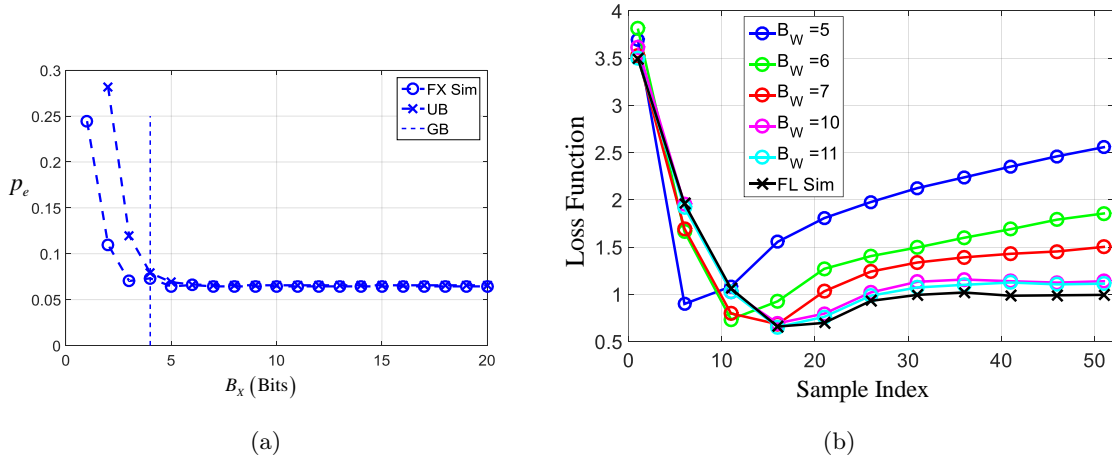 0.3
0.25
0.2
0.15
0.1
0.05
0
p_e
0 5 10 15 20
B_X (Bits)
FX Sim
UB
GB
(a)
4
3.5
3
2.5
2
1.5
1
0.5
Loss Function
0 10 20 30 40 50
Sample Index
B_W =5
B_W =6
B_W =7
B_W =10
B_W =11
FL Sim
(b)